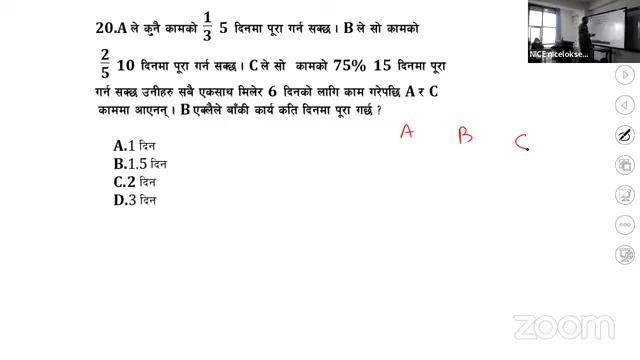 NICE nicelokse...
20.A ले कुनै कामको 1/3 5 दिनमा पूरा गर्न सक्छ । B ले सो कामको
2/5 10 दिनमा पूरा गर्न सक्छ । C ले सो कामको 75% 15 दिनमा पूरा
गर्न सक्छ उनीहरु सबै एकसाथ मिलेर 6 दिनको लागि काम गरेपछि A र C
काममा आएनन् । B एक्लैले बाँकी कार्य कति दिनमा पूरा गर्छ ?
A B C
A.1 दिन
B.1.5 दिन
C.2 दिन
D.3 दिन
zoom